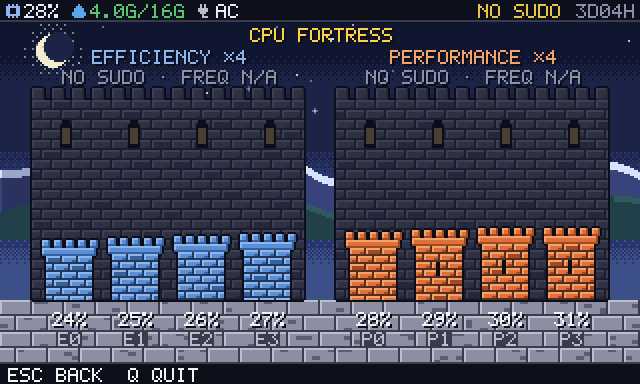 28% 4.0G/16G AC NO SUDO 3D04H
CPU FORTRESS
EFFICIENCY ×4 PERFORMANCE ×4
NO SUDO · FREQ N/A NO SUDO · FREQ N/A
24% 25% 26% 27% 28% 29% 30% 31%
E0 E1 E2 E3 P0 P1 P2 P3
ESC BACK Q QUIT